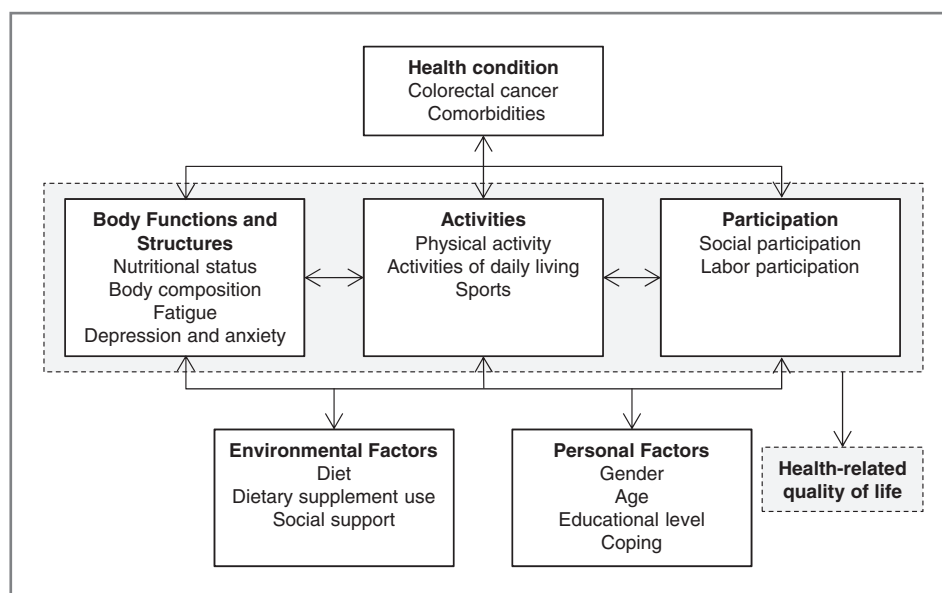 Health condition
Colorectal cancer
Comorbidities
Body Functions and
Structures
Nutritional status
Body composition
Fatigue
Depression and anxiety
Activities
Physical activity
Activities of daily living
Sports
Participation
Social participation
Labor participation
Environmental Factors
Diet
Dietary supplement use
Social support
Personal Factors
Gender
Age
Educational level
Coping
Health-related
quality of life